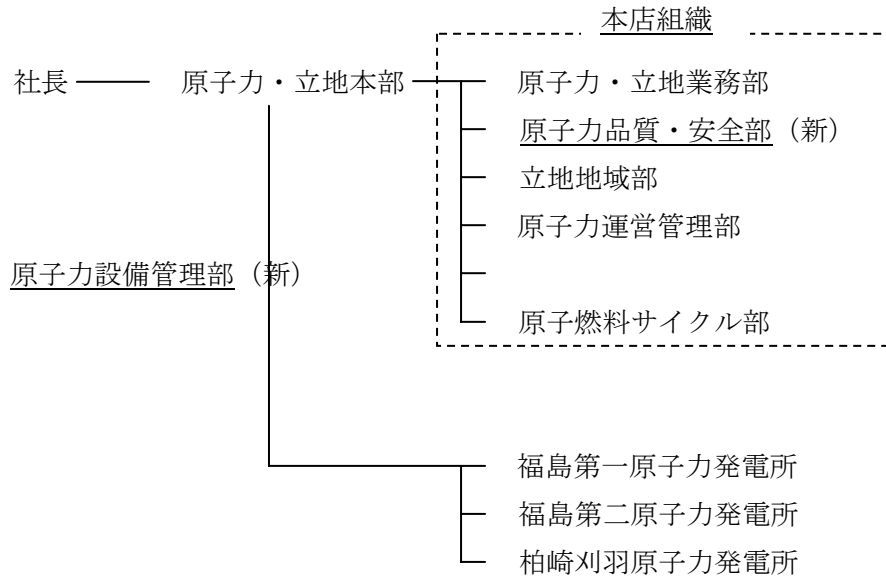 本店組織
社長 原子力・立地本部 原子力・立地業務部
原子力品質・安全部（新）
立地地域部
原子力運営管理部
原子力設備管理部（新）
原子燃料サイクル部
福島第一原子力発電所
福島第二原子力発電所
柏崎刈羽原子力発電所